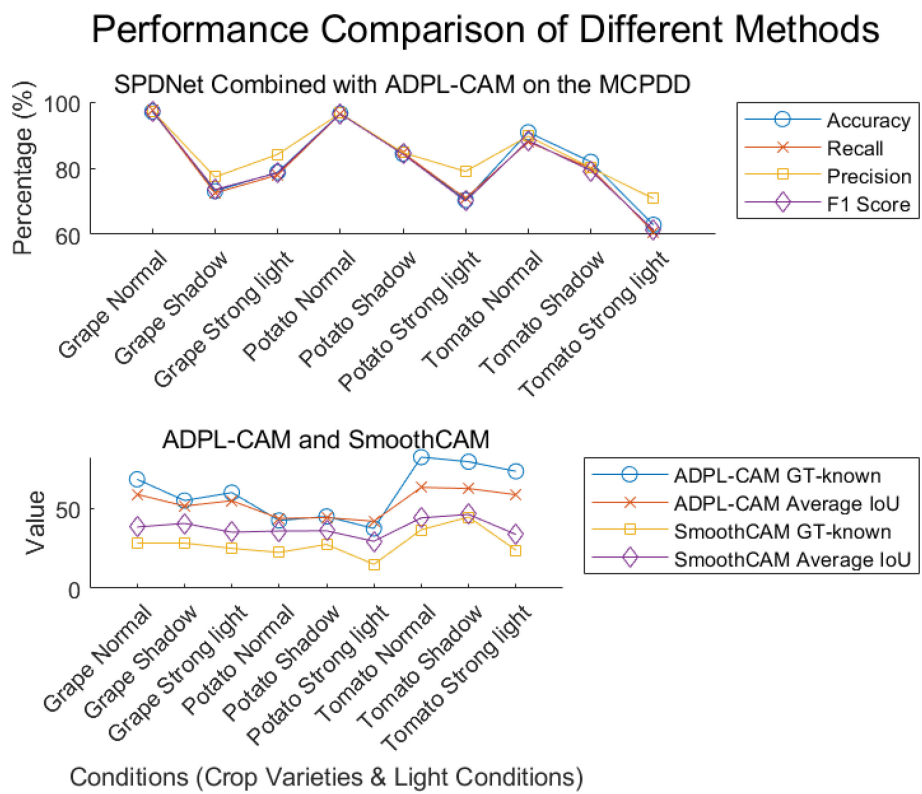 Performance Comparison of Different Methods
SPDNet Combined with ADPL-CAM on the MCPDD
Percentage (%)
100
80
60
Grape Normal
Grape Shadow
Grape Strong light
Potato Normal
Potato Shadow
Potato Strong light
Tomato Normal
Tomato Shadow
Tomato Strong light
Accuracy
Recall
Precision
F1 Score
ADPL-CAM and SmoothCAM
Value
50
0
Grape Normal
Grape Shadow
Grape Strong light
Potato Normal
Potato Shadow
Potato Strong light
Tomato Normal
Tomato Shadow
Tomato Strong light
ADPL-CAM GT-known
ADPL-CAM Average IoU
SmoothCAM GT-known
SmoothCAM Average IoU
Conditions (Crop Varieties & Light Conditions)